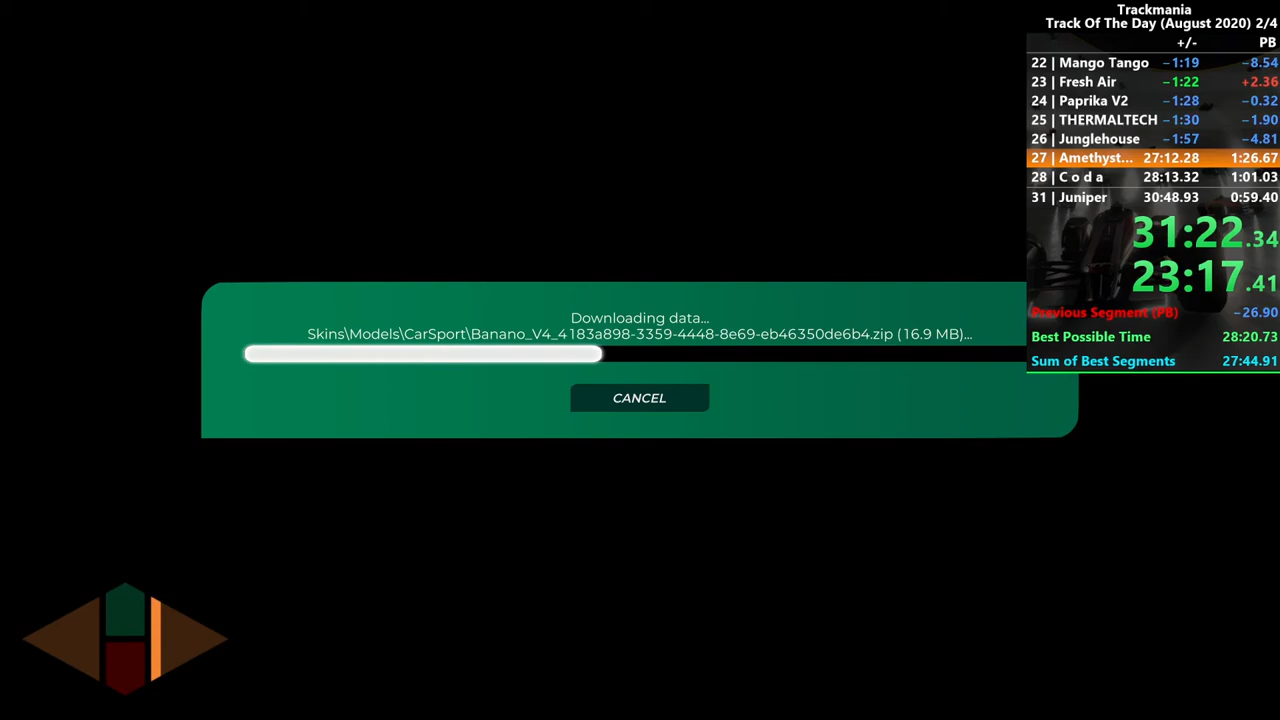 Trackmania
Track Of The Day (August 2020) 2/4
+/- PB
22 | Mango Tango −1:19 −8.54
23 | Fresh Air −1:22 +2.36
24 | Paprika V2 −1:28 −0.32
25 | THERMALTECH −1:30 −1.90
26 | Junglehouse −1:57 −4.81
27 | Amethyst... 27:12.28 1:26.67
28 | C o d a 28:13.32 1:01.03
31 | Juniper 30:48.93 0:59.40
31:22.34
23:17.41
Previous Segment (PB) −26.90
Best Possible Time 28:20.73
Sum of Best Segments 27:44.91
Downloading data...
Skins\Models\CarSport\Banano_V4_4183a898-3359-4448-8e69-eb46350de6b4.zip (16.9 MB)...
CANCEL